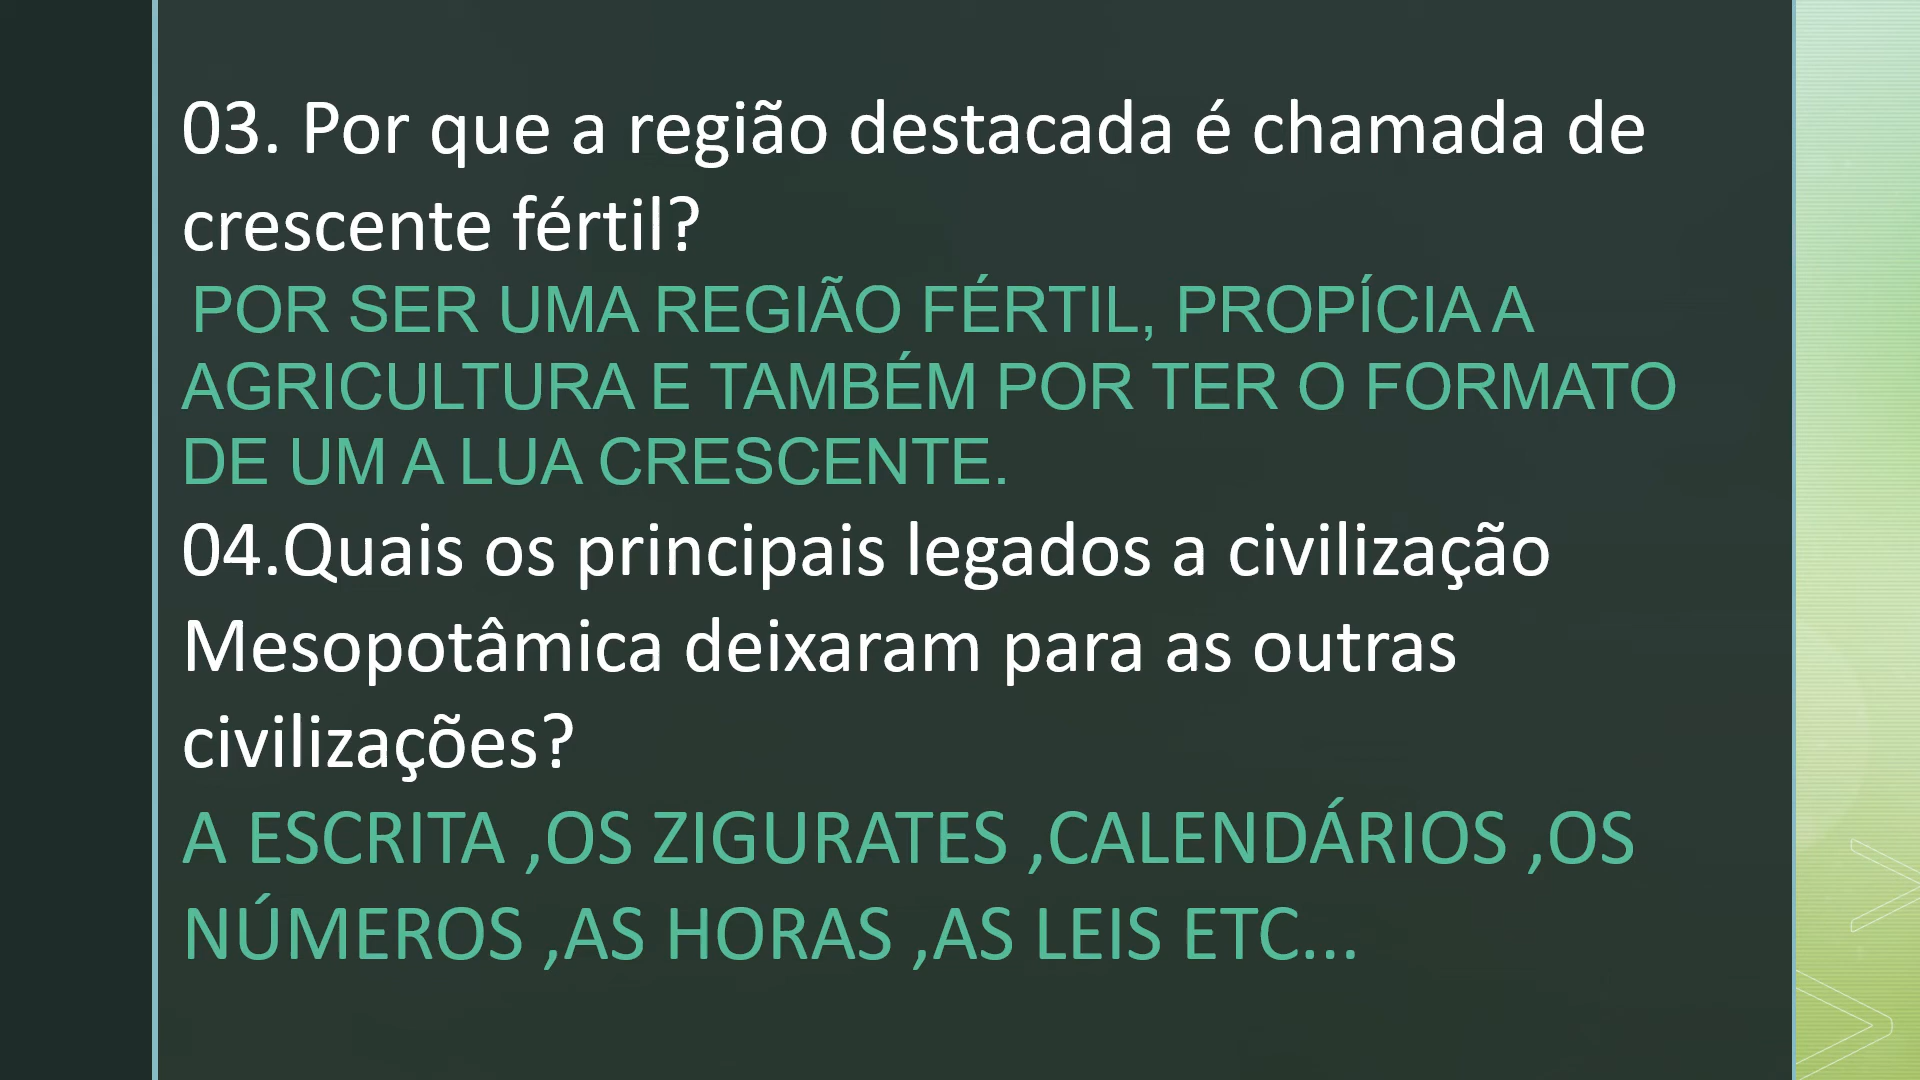 03. Por que a região destacada é chamada de
crescente fértil?
POR SER UMA REGIÃO FÉRTIL, PROPÍCIA A
AGRICULTURA E TAMBÉM POR TER O FORMATO
DE UM A LUA CRESCENTE.
04.Quais os principais legados a civilização
Mesopotâmica deixaram para as outras
civilizações?
A ESCRITA ,OS ZIGURATES ,CALENDÁRIOS ,OS
NÚMEROS ,AS HORAS ,AS LEIS ETC...